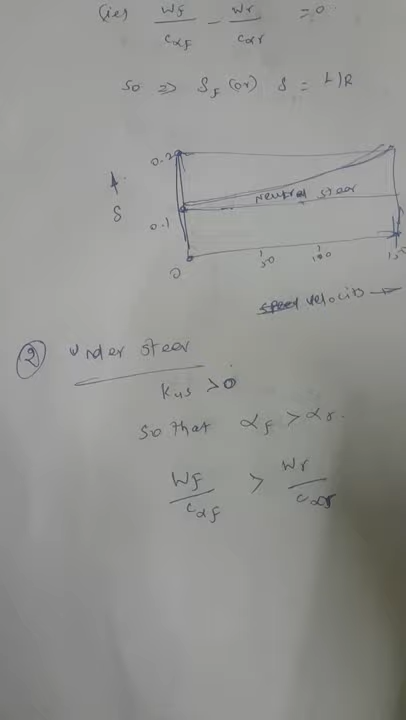 (ie) Wf/Cαf - Wr/Cαr = 0
so ⇒ δf (or) δ = L/R
0.2
δ
Neutral steer
0.1
0 50 100 150
velocity →
② Under steer
Kus > 0
so that αf > αr.
Wf/Cαf > Wr/Cαr